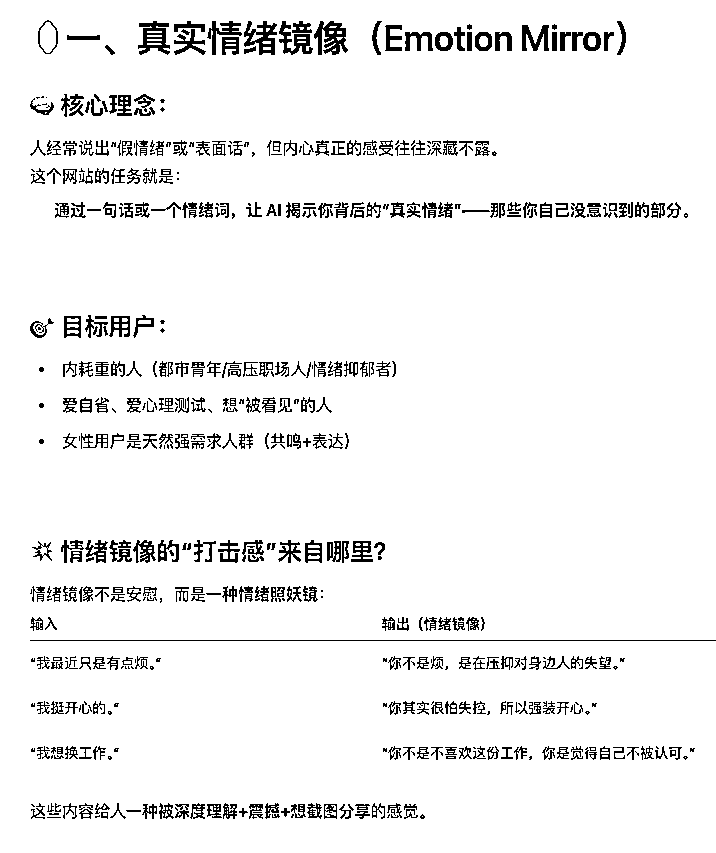 一、真实情绪镜像（Emotion Mirror）
核心理念：
人经常说出“假情绪”或“表面话”，但内心真正的感受往往深藏不露。
这个网站的任务就是：
通过一句话或一个情绪词，让 AI 揭示你背后的“真实情绪”——那些你自己没意识到的部分。
目标用户：
• 内耗重的人（都市青年/高压职场人/情绪抑郁者）
• 爱自省、爱心理测试、想“被看见”的人
• 女性用户是天然强需求人群（共鸣+表达）
情绪镜像的“打击感”来自哪里？
情绪镜像不是安慰，而是一种情绪照妖镜：
输入 输出（情绪镜像）
“我最近只是有点烦。“ “你不是烦，是在压抑对身边人的失望。”
“我挺开心的。“ “你其实很怕失控，所以强装开心。“
“我想换工作。“ “你不是不喜欢这份工作，你是觉得自己不被认可。”
这些内容给人一种被深度理解+震撼+想截图分享的感觉。